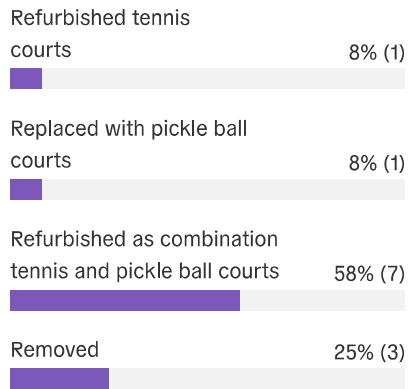 Refurbished tennis
courts 8% (1)
Replaced with pickle ball
courts 8% (1)
Refurbished as combination
tennis and pickle ball courts 58% (7)
Removed 25% (3)